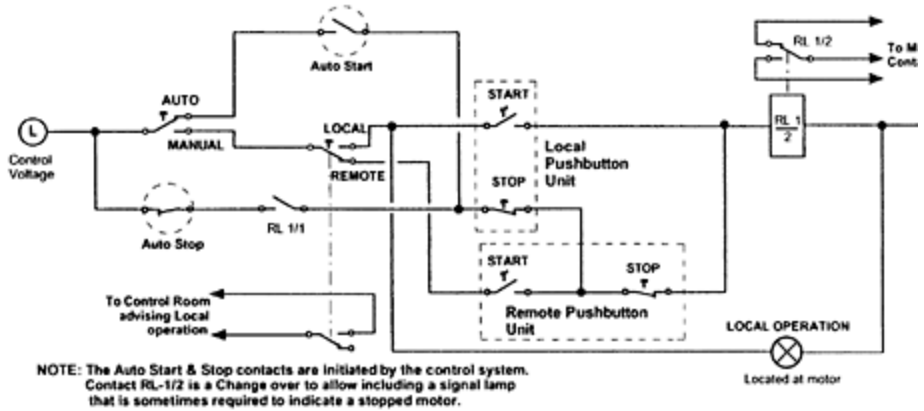 RL 1/2
To M
Conta
Auto Start
AUTO
START
LOCAL
L
MANUAL
RL 1
2
Control
Voltage
REMOTE
Local
Pushbutton
Unit
STOP
RL 1/1
Auto Stop
START
STOP
To Control Room
advising Local
operation
Remote Pushbutton
Unit
LOCAL OPERATION
Located at motor
NOTE: The Auto Start & Stop contacts are initiated by the control system.
Contact RL-1/2 is a Change over to allow including a signal lamp
that is sometimes required to indicate a stopped motor.